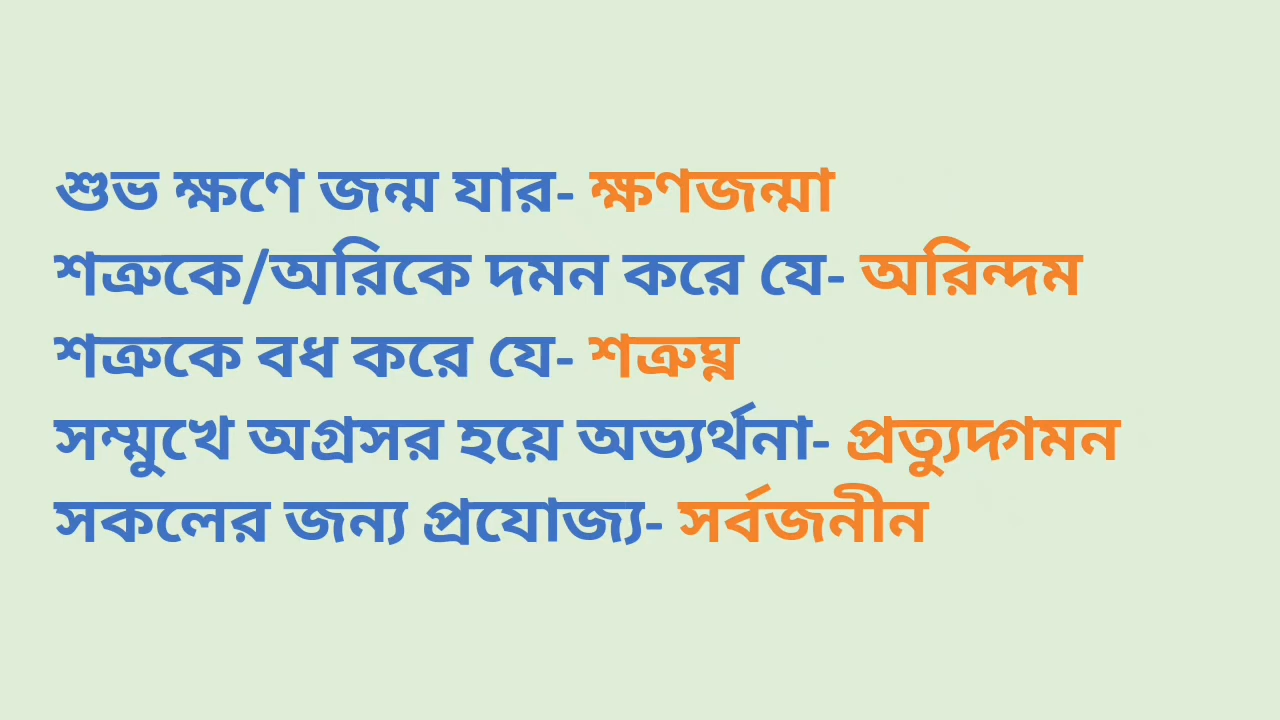 শুভ ক্ষণে জন্ম যার- ক্ষণজন্মা
শত্রুকে/অরিকে দমন করে যে- অরিন্দম
শত্রুকে বধ করে যে- শত্রুঘ্ন
সম্মুখে অগ্রসর হয়ে অভ্যর্থনা- প্রত্যুদ্গমন
সকলের জন্য প্রযোজ্য- সর্বজনীন